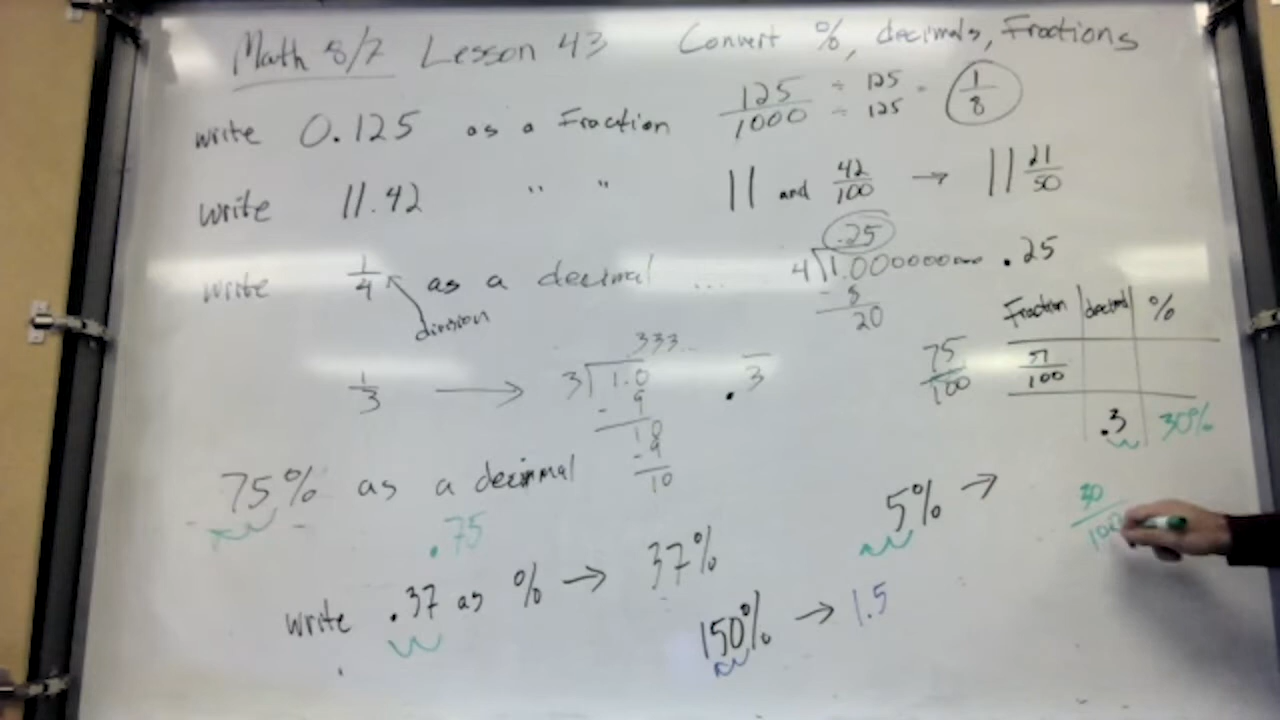 Math 8/7 Lesson 43 Convert %, decimals, Fractions
write 0.125 as a Fraction 125/1000 ÷ 125/÷ 125 = 1/8
write 11.42 " " 11 and 42/100 → 11 21/50
write 1/4 as a decimal ... 4 1.000000000 .25 .25
division
- 8
20
Fraction decimal %
1/3 → 3 1.0 333... .3
- 9
10
- 9
10
75/100
/100
.3 30%
75% as a decimal
.75
5% →
30/100
write .37 as % → 37%
150% → 1.5